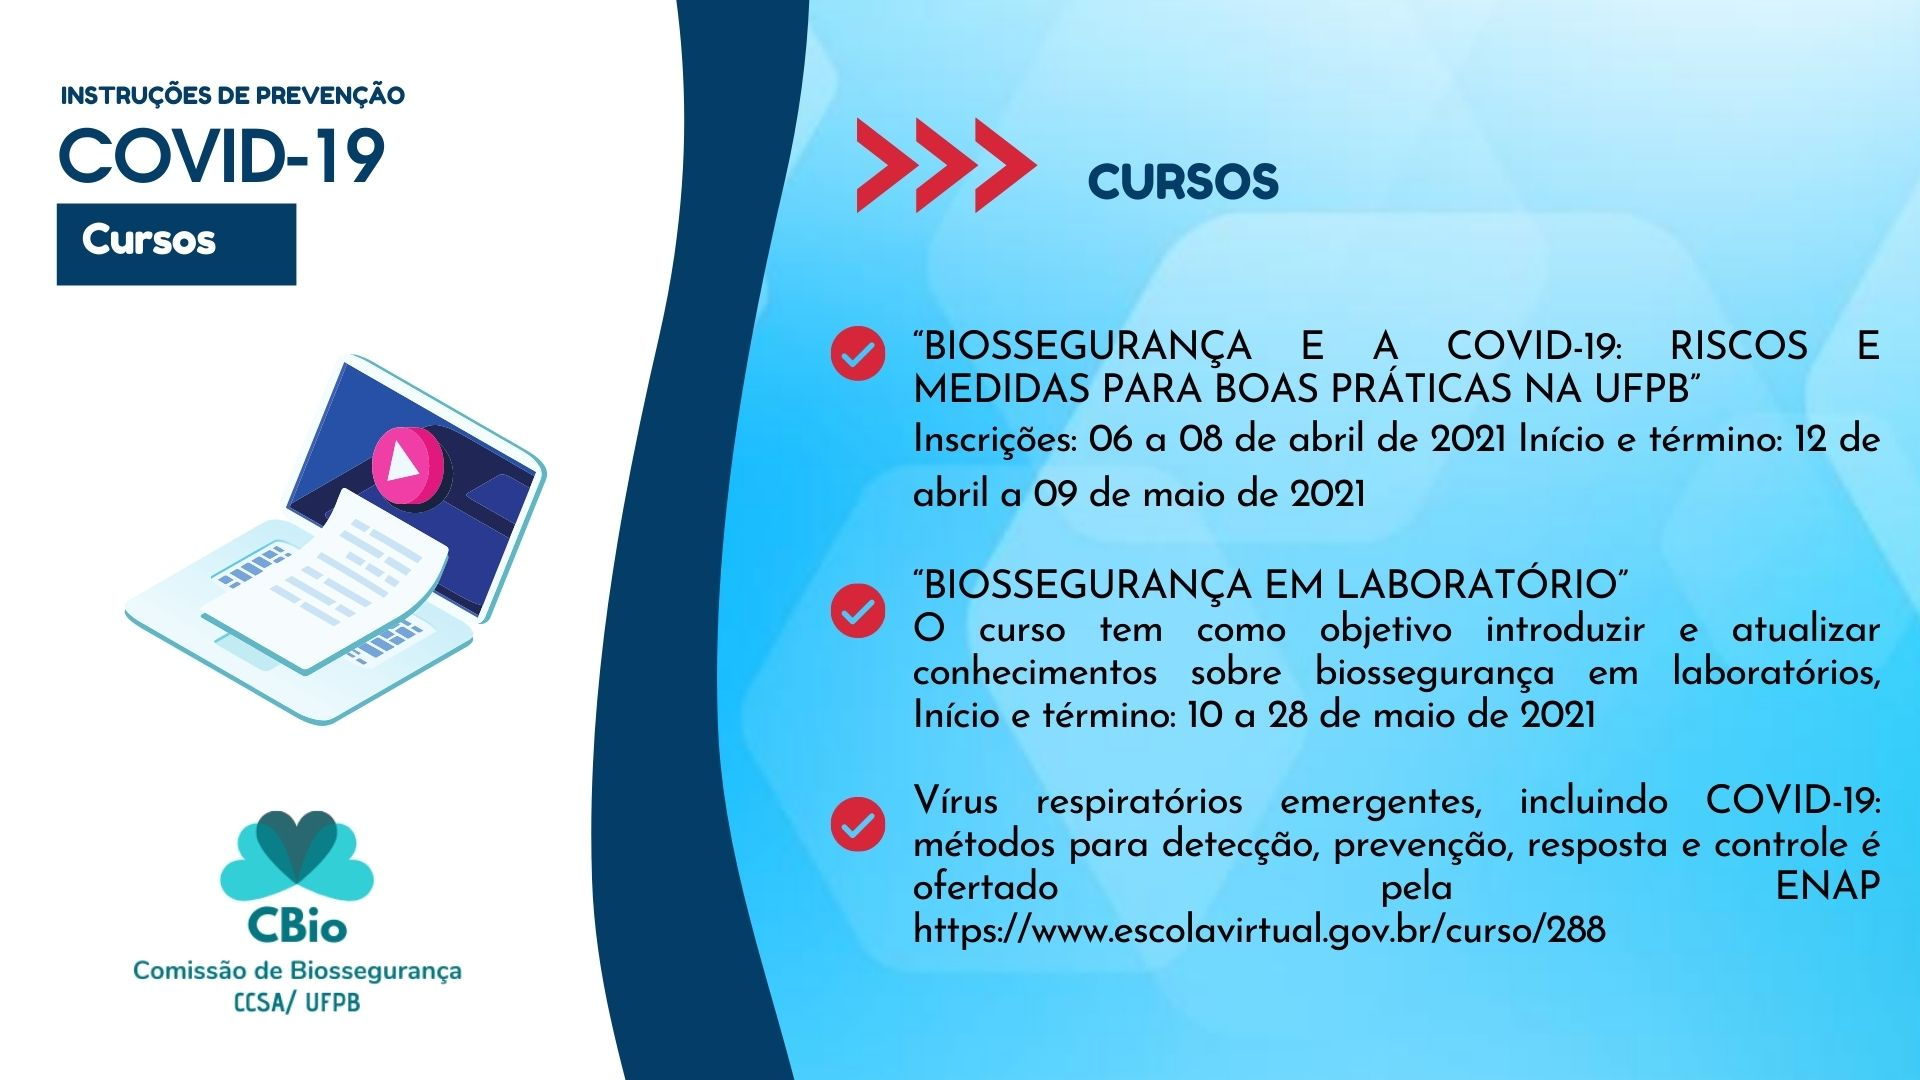 INSTRUÇÕES DE PREVENÇÃO
COVID-19
Cursos
CBio
Comissão de Biossegurança
CCSA/ UFPB
CURSOS
“BIOSSEGURANÇA E A COVID-19: RISCOS E
MEDIDAS PARA BOAS PRÁTICAS NA UFPB”
Inscrições: 06 a 08 de abril de 2021 Início e término: 12 de
abril a 09 de maio de 2021
“BIOSSEGURANÇA EM LABORATÓRIO”
O curso tem como objetivo introduzir e atualizar
conhecimentos sobre biossegurança em laboratórios,
Início e término: 10 a 28 de maio de 2021
Vírus respiratórios emergentes, incluindo COVID-19:
métodos para detecção, prevenção, resposta e controle é
ofertado pela ENAP
https://www.escolavirtual.gov.br/curso/288